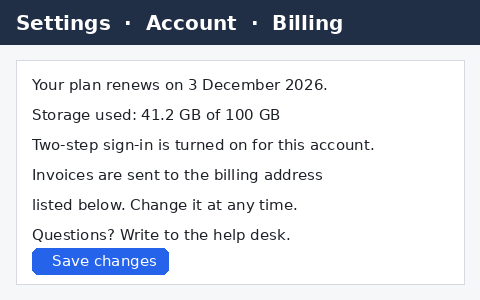 Settings · Account · Billing
Your plan renews on 3 December 2026.
Storage used: 41.2 GB of 100 GB
Two-step sign-in is turned on for this account.
Invoices are sent to the billing address
listed below. Change it at any time.
Questions? Write to the help desk.
Save changes